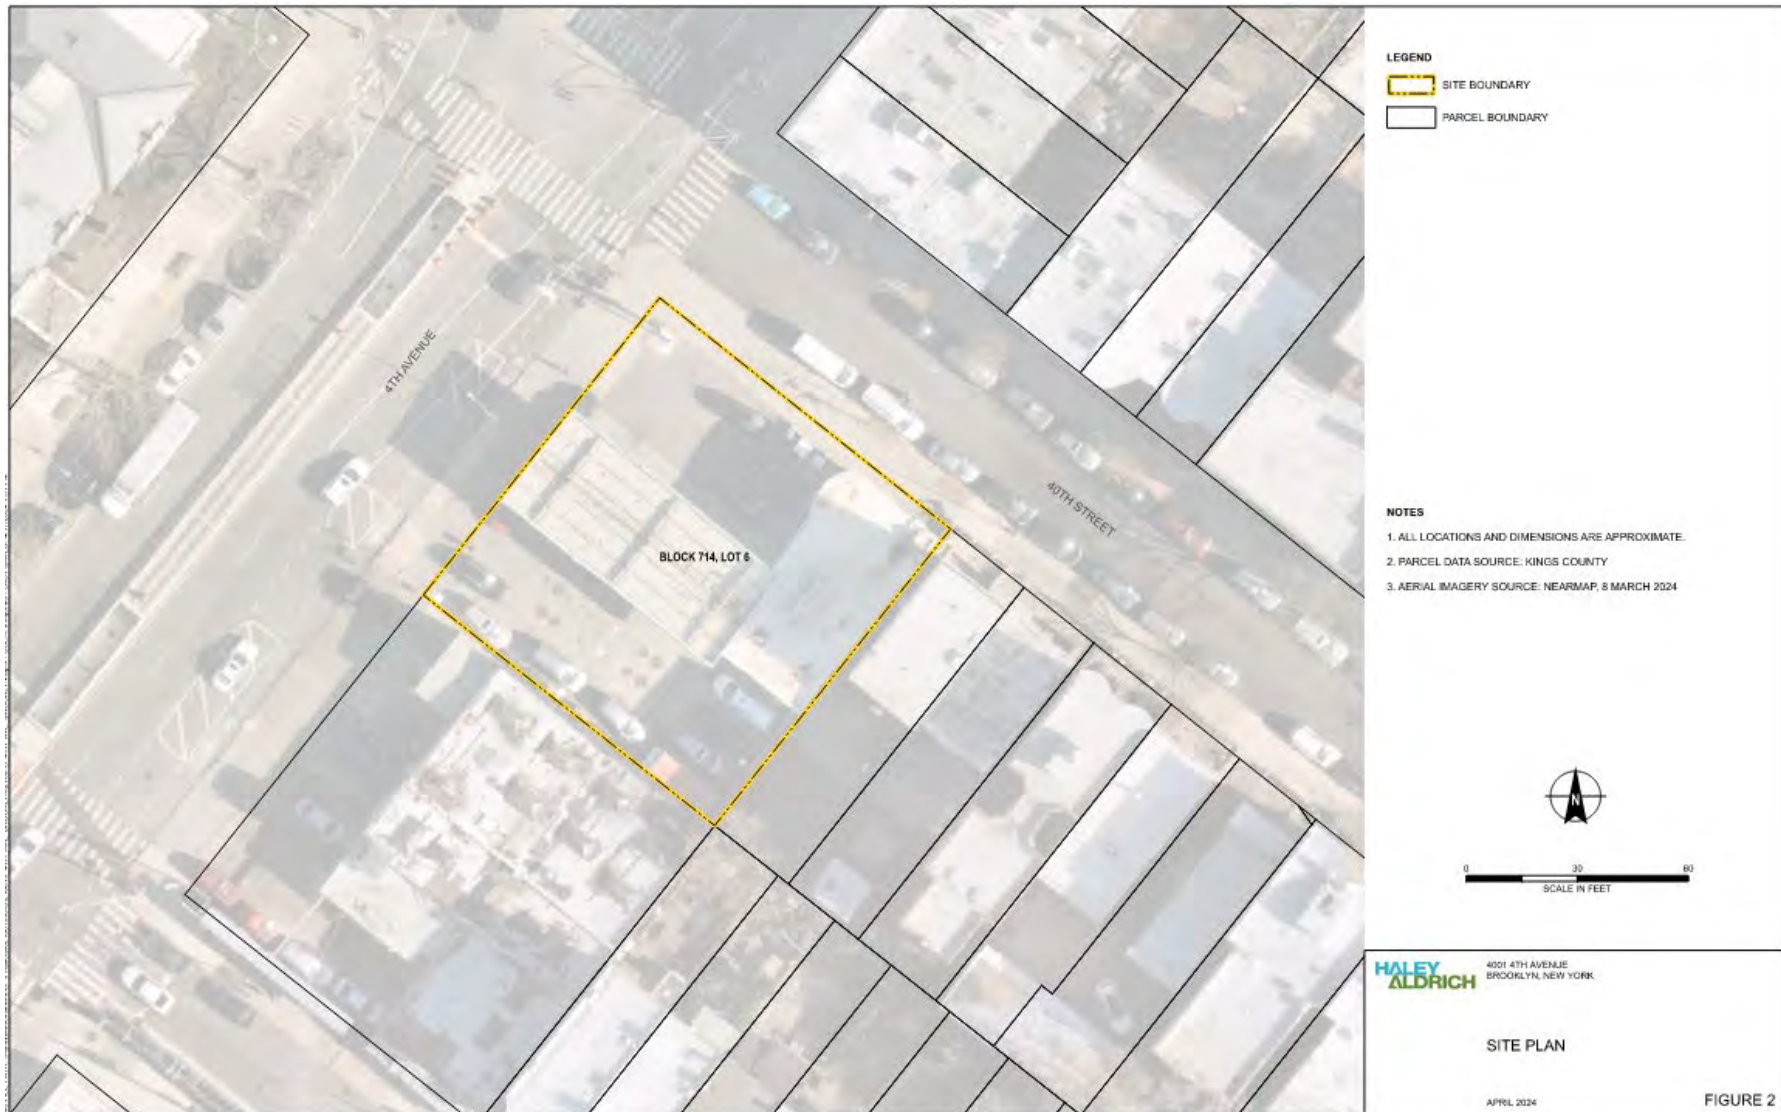 LEGEND
SITE BOUNDARY
PARCEL BOUNDARY
4TH AVENUE
40TH STREET
BLOCK 714, LOT 6
NOTES
1. ALL LOCATIONS AND DIMENSIONS ARE APPROXIMATE.
2. PARCEL DATA SOURCE: KINGS COUNTY
3. AERIAL IMAGERY SOURCE: NEARMAP, 8 MARCH 2024
N
0 30 60
SCALE IN FEET
HALEY
ALDRICH
4001 4TH AVENUE
BROOKLYN, NEW YORK
SITE PLAN
APRIL 2024
FIGURE 2